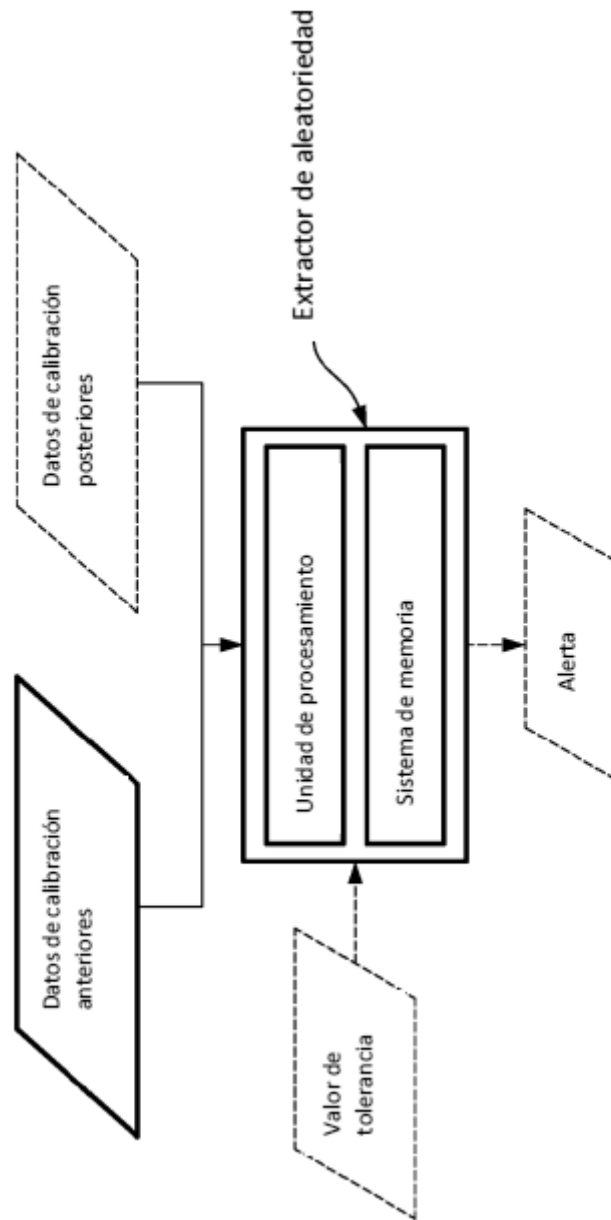 Datos de calibración
anteriores
Datos de calibración
posteriores
Valor de
tolerancia
Unidad de procesamiento
Sistema de memoria
Extractor de aleatoriedad
Alerta